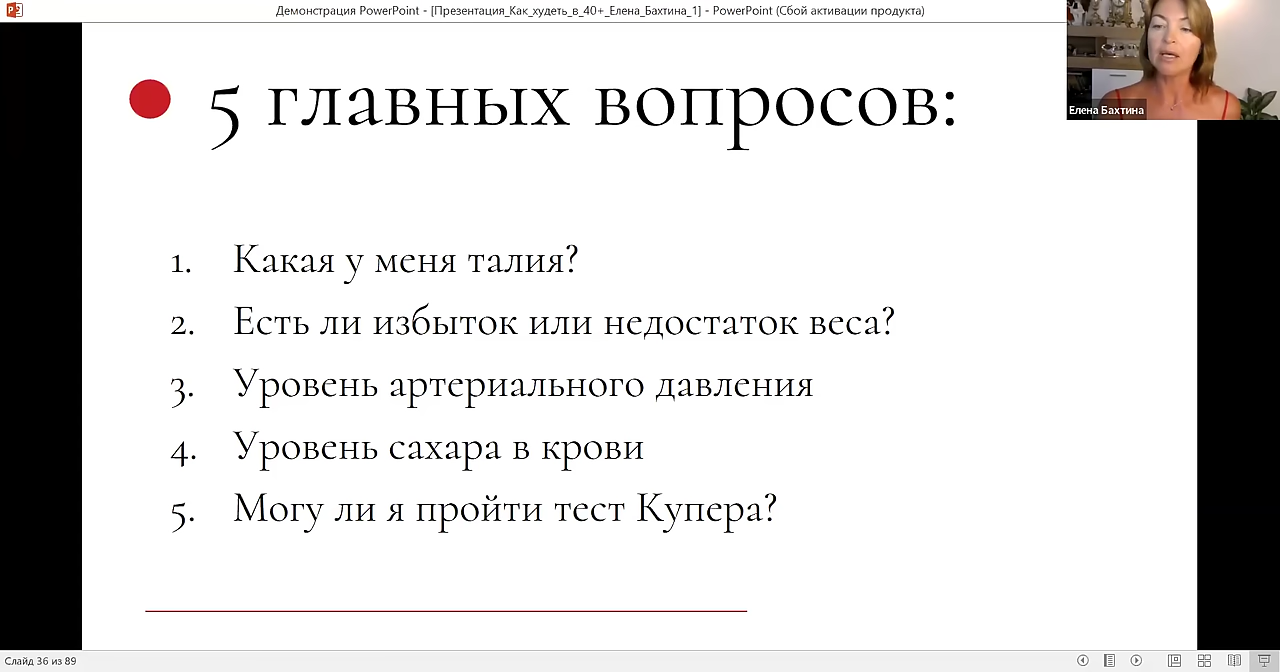 Демонстрация PowerPoint - [Презентация_Как_худеть_в_40+_Елена_Бахтина_1] - PowerPoint (Сбой активации продукта)
5 главных вопросов:
Елена Бахтина
1. Какая у меня талия?
2. Есть ли избыток или недостаток веса?
3. Уровень артериального давления
4. Уровень сахара в крови
5. Могу ли я пройти тест Купера?
Слайд 36 из 89